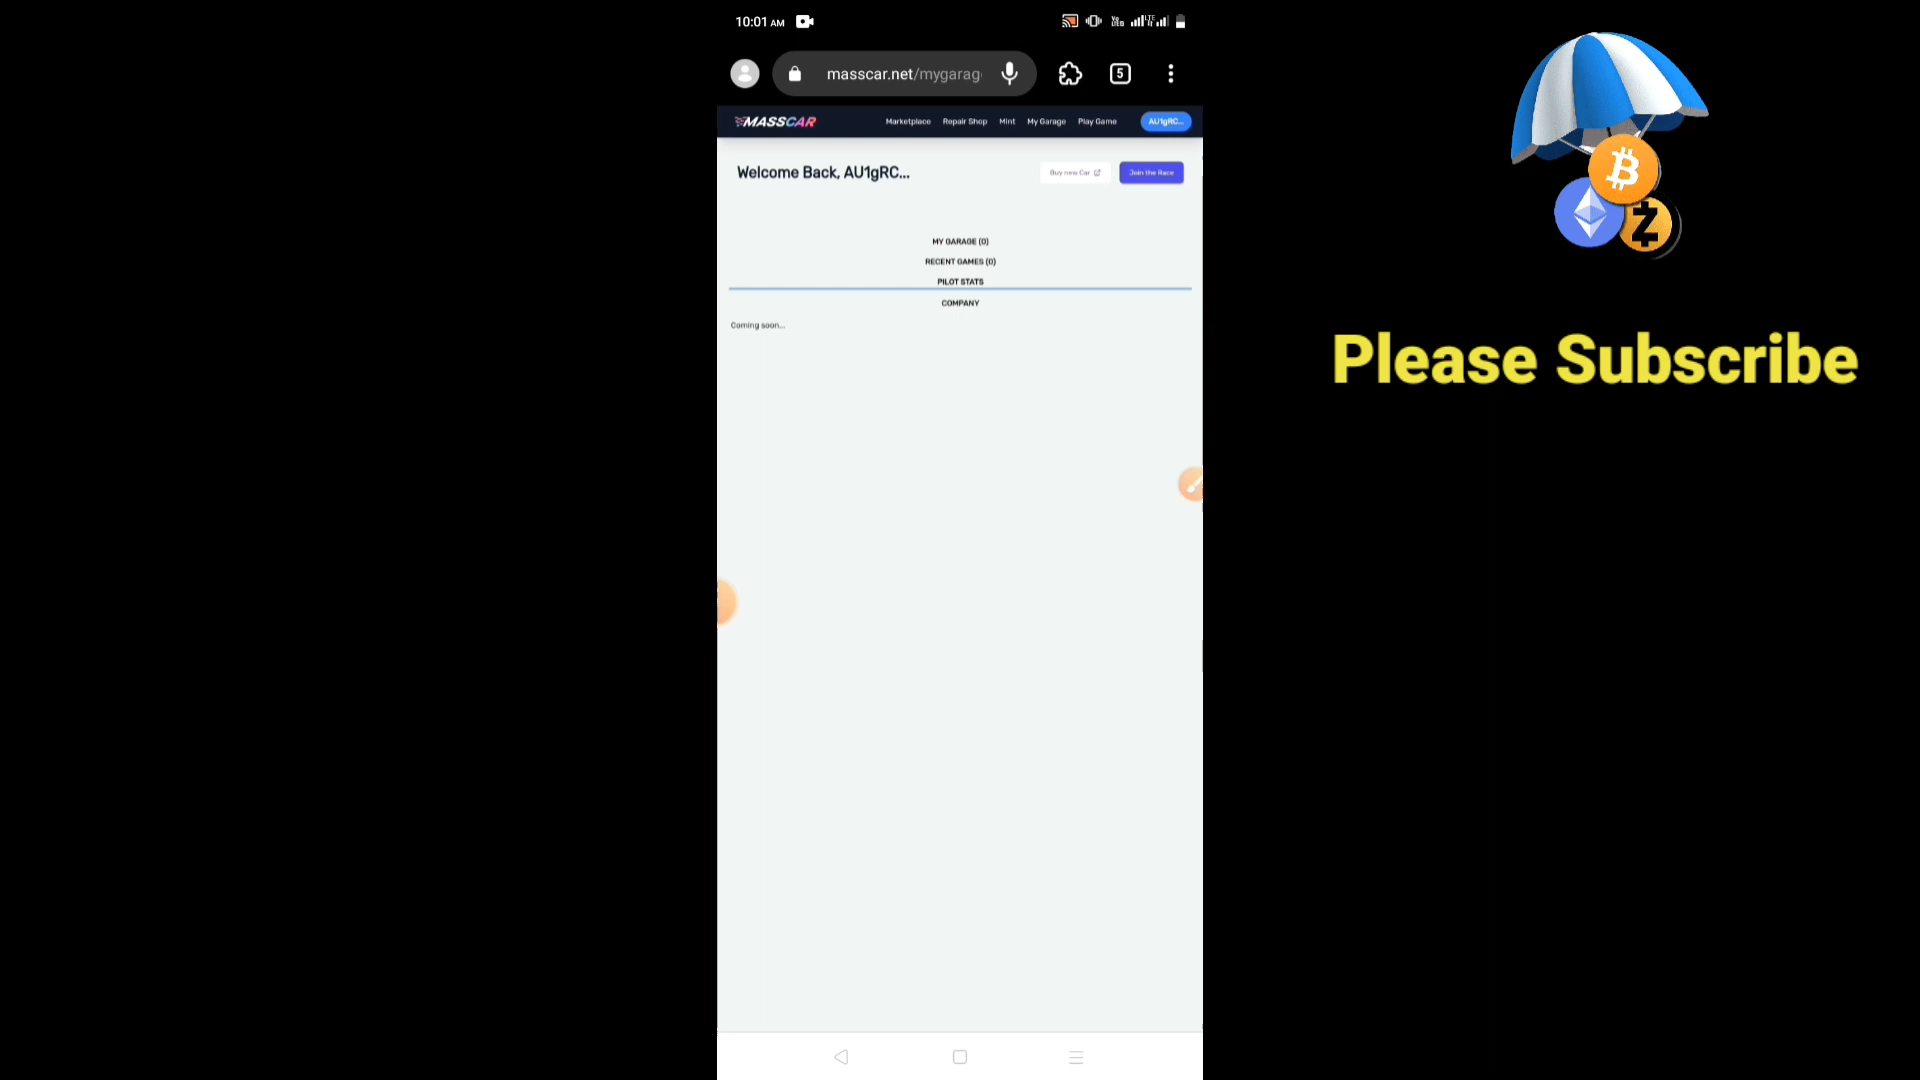 10:01 AM
masscar.net/mygarag
5
MASSCAR
Marketplace
Repair Shop
Mint
My Garage
Play Game
AU1gRC...
Welcome Back, AU1gRC...
Buy new Car
Join the Race
MY GARAGE (0)
RECENT GAMES (0)
PILOT STATS
COMPANY
Coming soon...
Please Subscribe